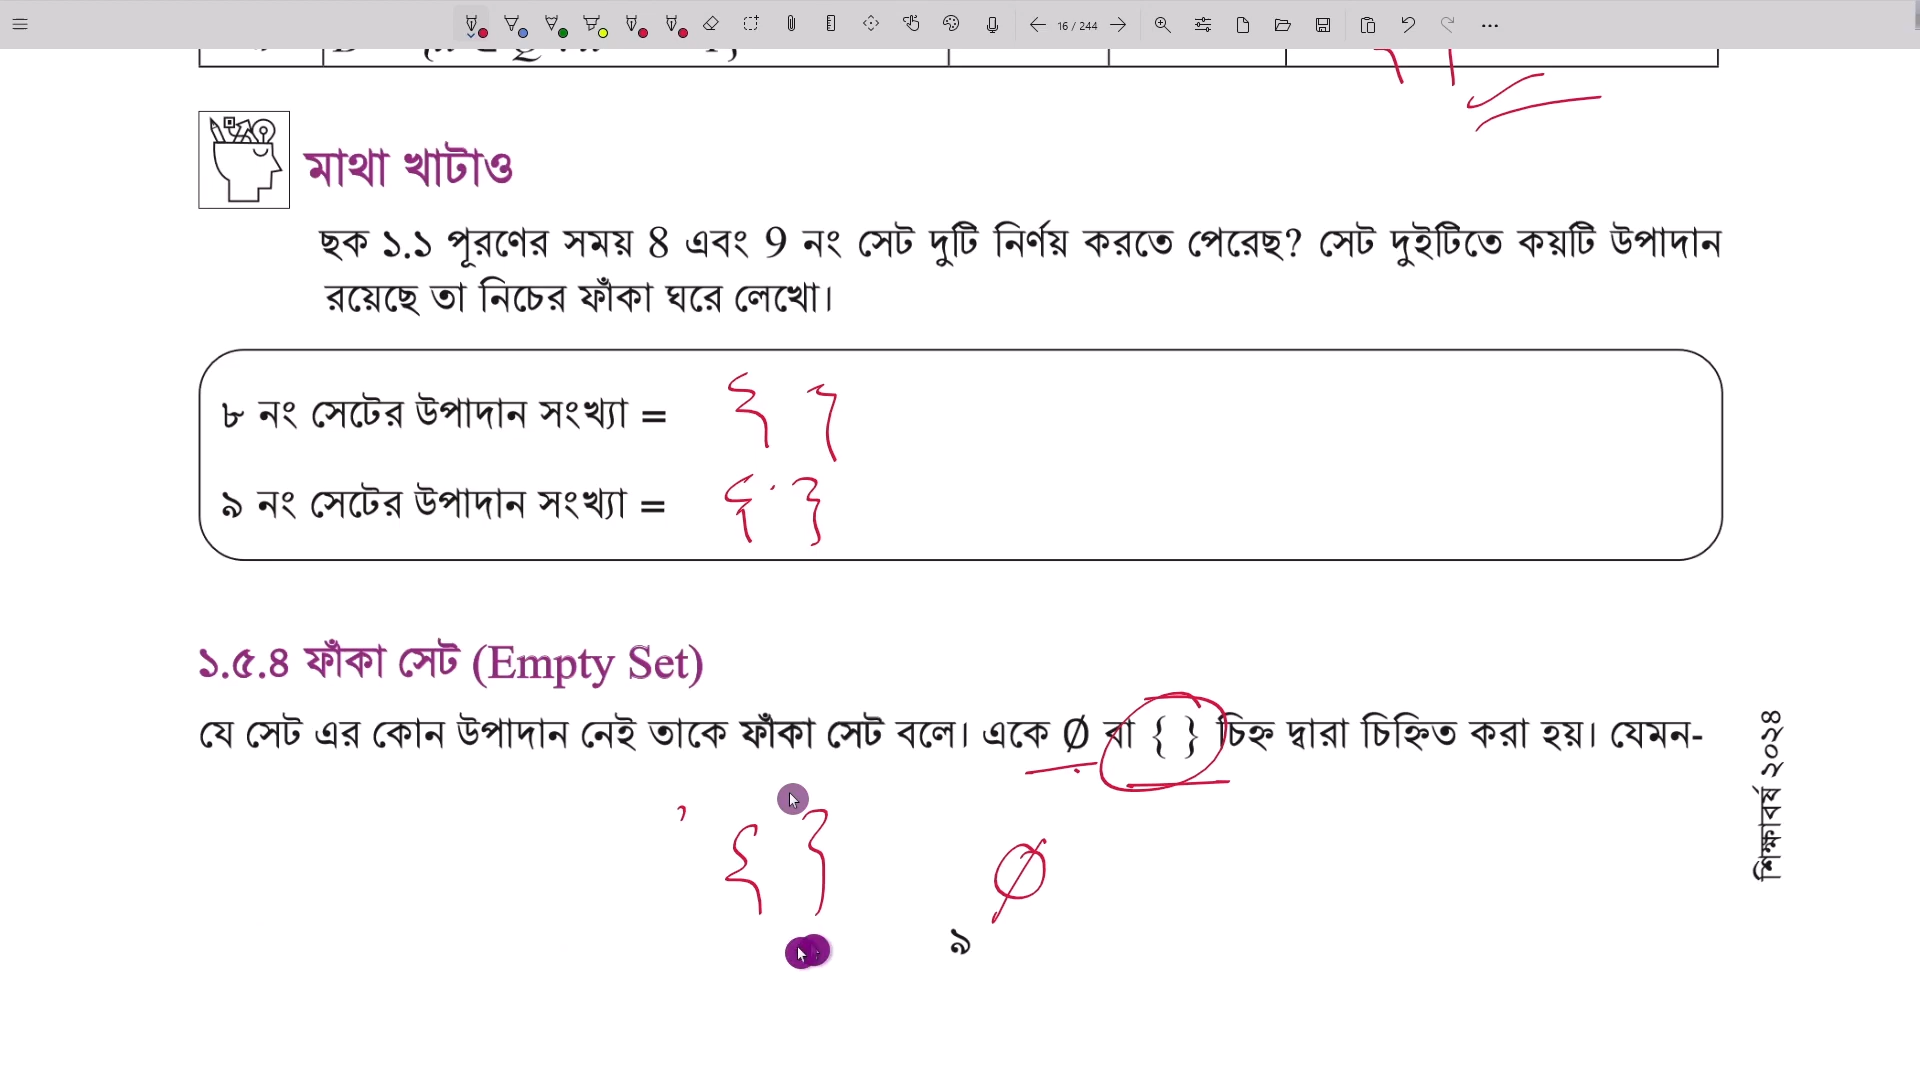 16 / 244
মাথা খাটাও
ছক ১.১ পূরণের সময় 8 এবং 9 নং সেট দুটি নির্ণয় করতে পেরেছ? সেট দুইটিতে কয়টি উপাদান
রয়েছে তা নিচের ফাঁকা ঘরে লেখো।
৮ নং সেটের উপাদান সংখ্যা = { }
৯ নং সেটের উপাদান সংখ্যা = { }
১.৫.৪ ফাঁকা সেট (Empty Set)
যে সেট এর কোন উপাদান নেই তাকে ফাঁকা সেট বলে। একে ∅ বা { } চিহ্ন দ্বারা চিহ্নিত করা হয়। যেমন-
{ } ∅
৯
শিক্ষাবর্ষ ২০২৪